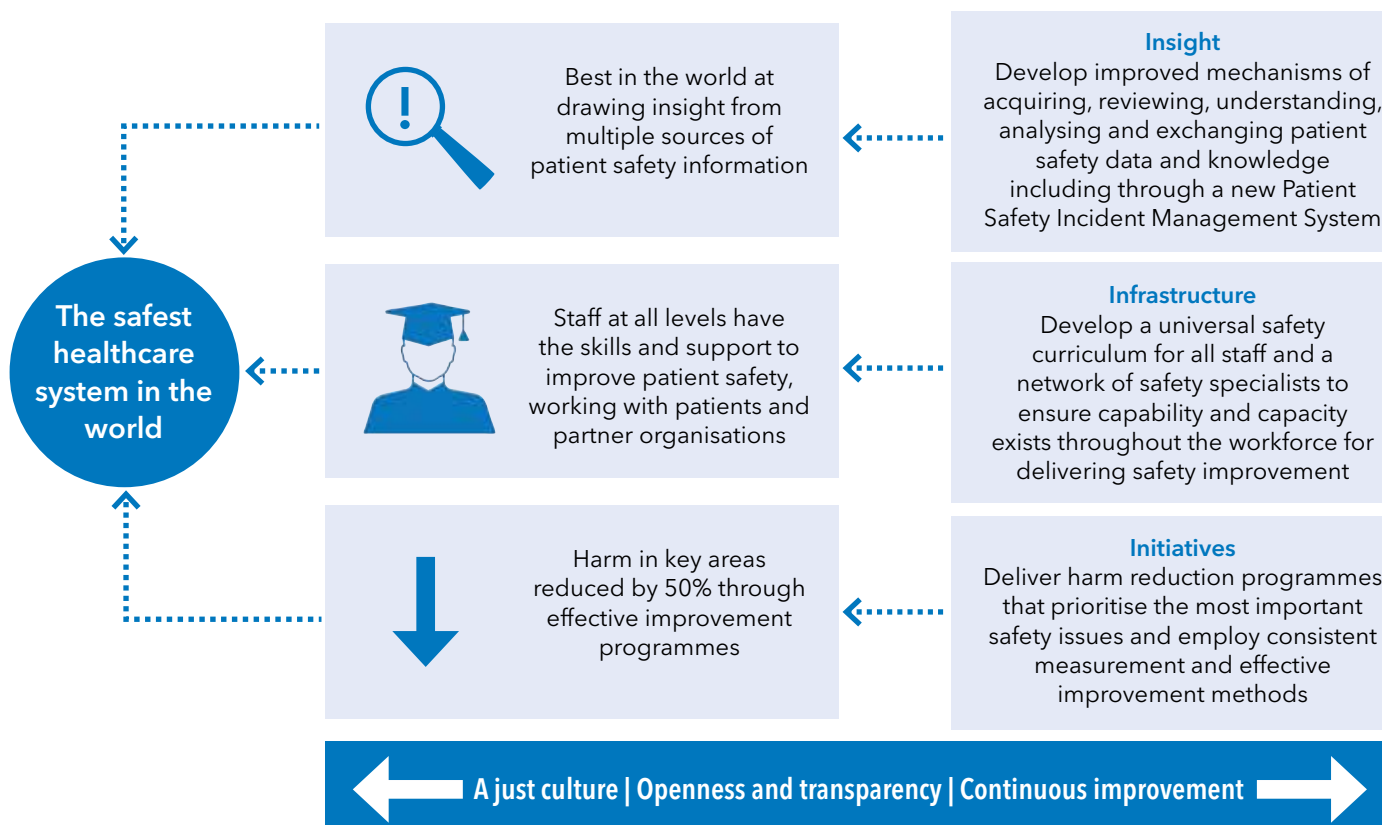 The safest
healthcare
system in the
world
Best in the world at
drawing insight from
multiple sources of
patient safety information
Insight
Develop improved mechanisms of
acquiring, reviewing, understanding,
analysing and exchanging patient
safety data and knowledge
including through a new Patient
Safety Incident Management System
Staff at all levels have
the skills and support to
improve patient safety,
working with patients and
partner organisations
Infrastructure
Develop a universal safety
curriculum for all staff and a
network of safety specialists to
ensure capability and capacity
exists throughout the workforce for
delivering safety improvement
Harm in key areas
reduced by 50% through
effective improvement
programmes
Initiatives
Deliver harm reduction programmes
that prioritise the most important
safety issues and employ consistent
measurement and effective
improvement methods
A just culture | Openness and transparency | Continuous improvement